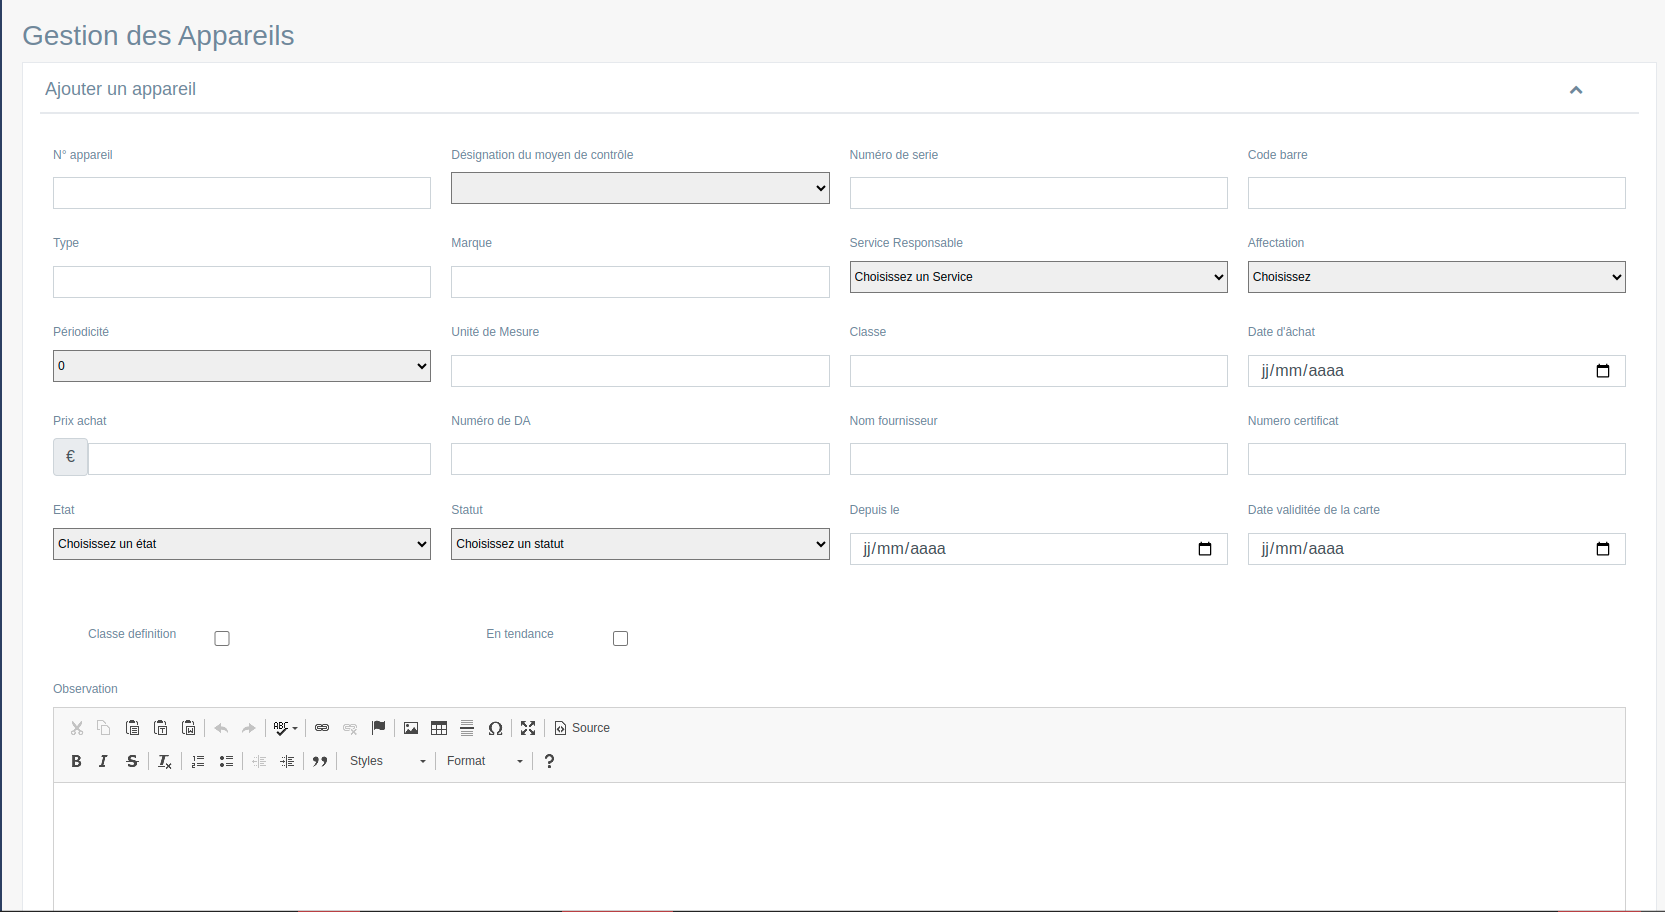 Gestion des Appareils
Ajouter un appareil
N° appareil Désignation du moyen de contrôle Numéro de serie Code barre
Type Marque Service Responsable Affectation
Choisissez un Service Choisissez
Périodicité Unité de Mesure Classe Date d'âchat
0 jj/mm/aaaa
Prix achat Numéro de DA Nom fournisseur Numero certificat
€
Etat Statut Depuis le Date validitée de la carte
Choisissez un état Choisissez un statut jj/mm/aaaa jj/mm/aaaa
Classe definition En tendance
Observation
ABC Ω Source
B I S Tx Styles Format ?